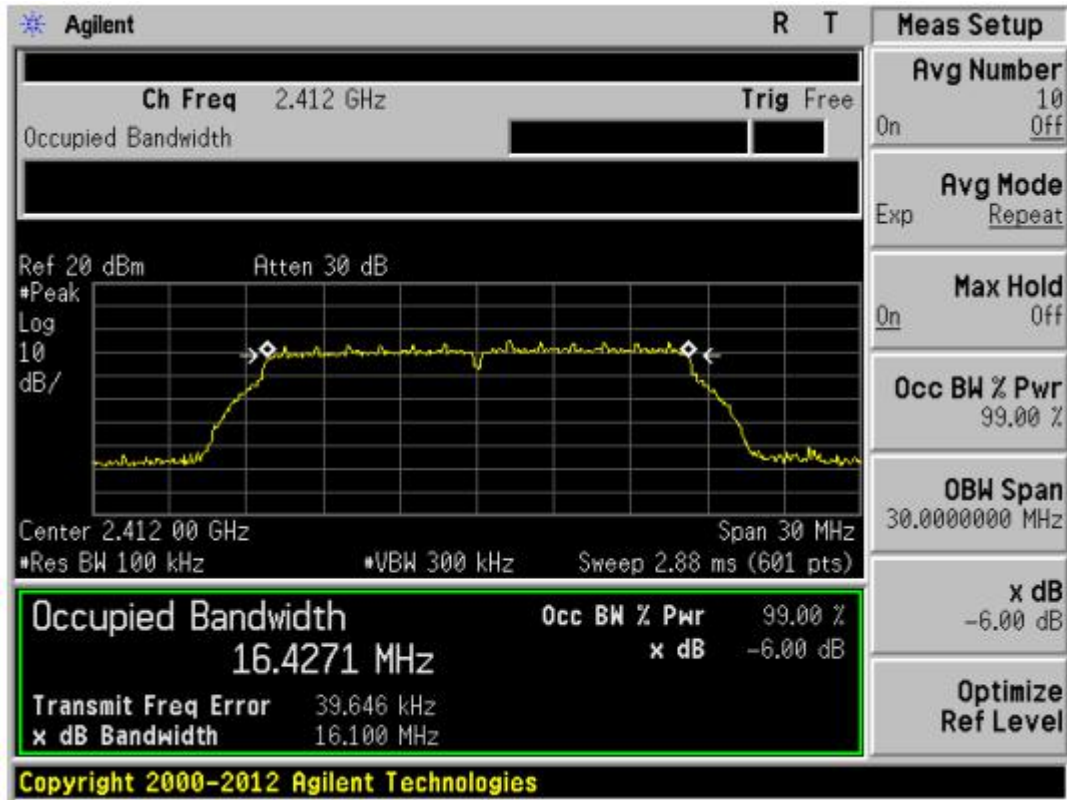 Agilent R T
Ch Freq 2.412 GHz Trig Free
Occupied Bandwidth
Ref 20 dBm Atten 30 dB
#Peak
Log
10
dB/
Center 2.412 00 GHz Span 30 MHz
#Res BW 100 kHz #VBW 300 kHz Sweep 2.88 ms (601 pts)
Occupied Bandwidth Occ BW % Pwr 99.00 %
16.4271 MHz x dB -6.00 dB
Transmit Freq Error 39.646 kHz
x dB Bandwidth 16.100 MHz
Copyright 2000-2012 Agilent Technologies
Meas Setup
Avg Number
10
On Off
Avg Mode
Exp Repeat
Max Hold
On Off
Occ BW % Pwr
99.00 %
OBW Span
30.0000000 MHz
x dB
-6.00 dB
Optimize
Ref Level